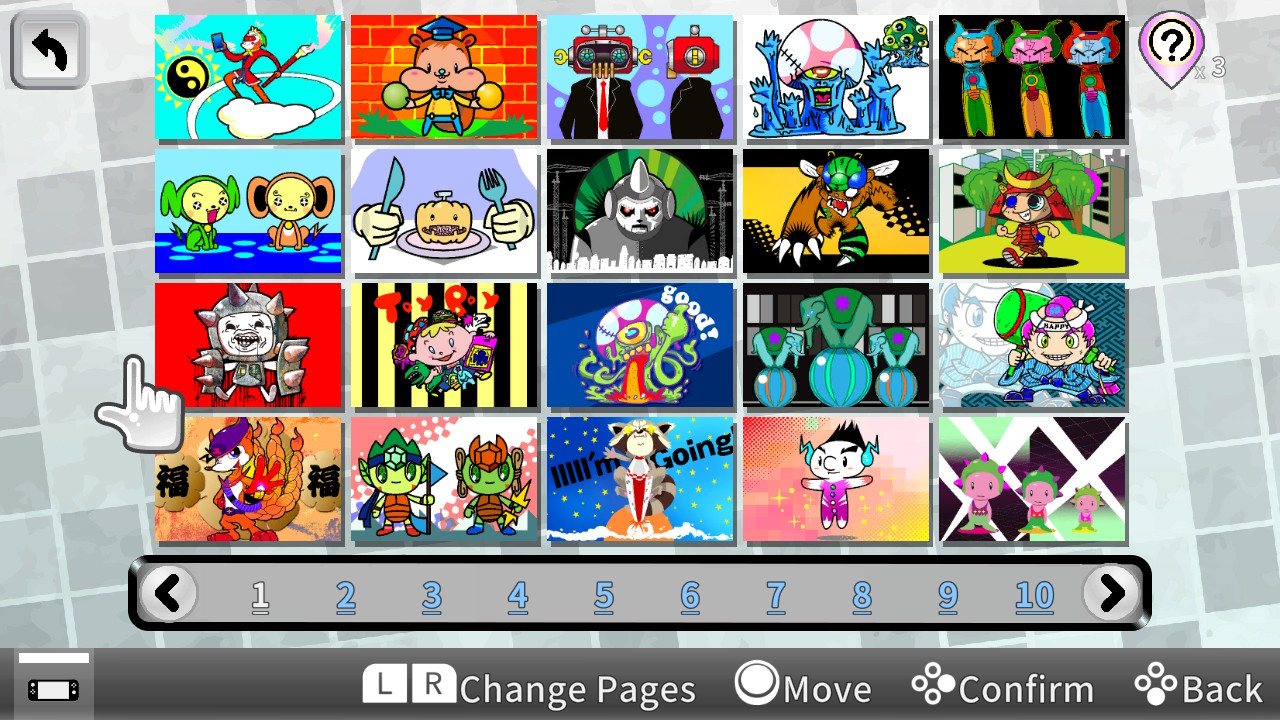 ? x 3
Toy Boy
good!
HAPPY
福 福
IIIII'm Going!
1 2 3 4 5 6 7 8 9 10
L R Change Pages Move Confirm Back